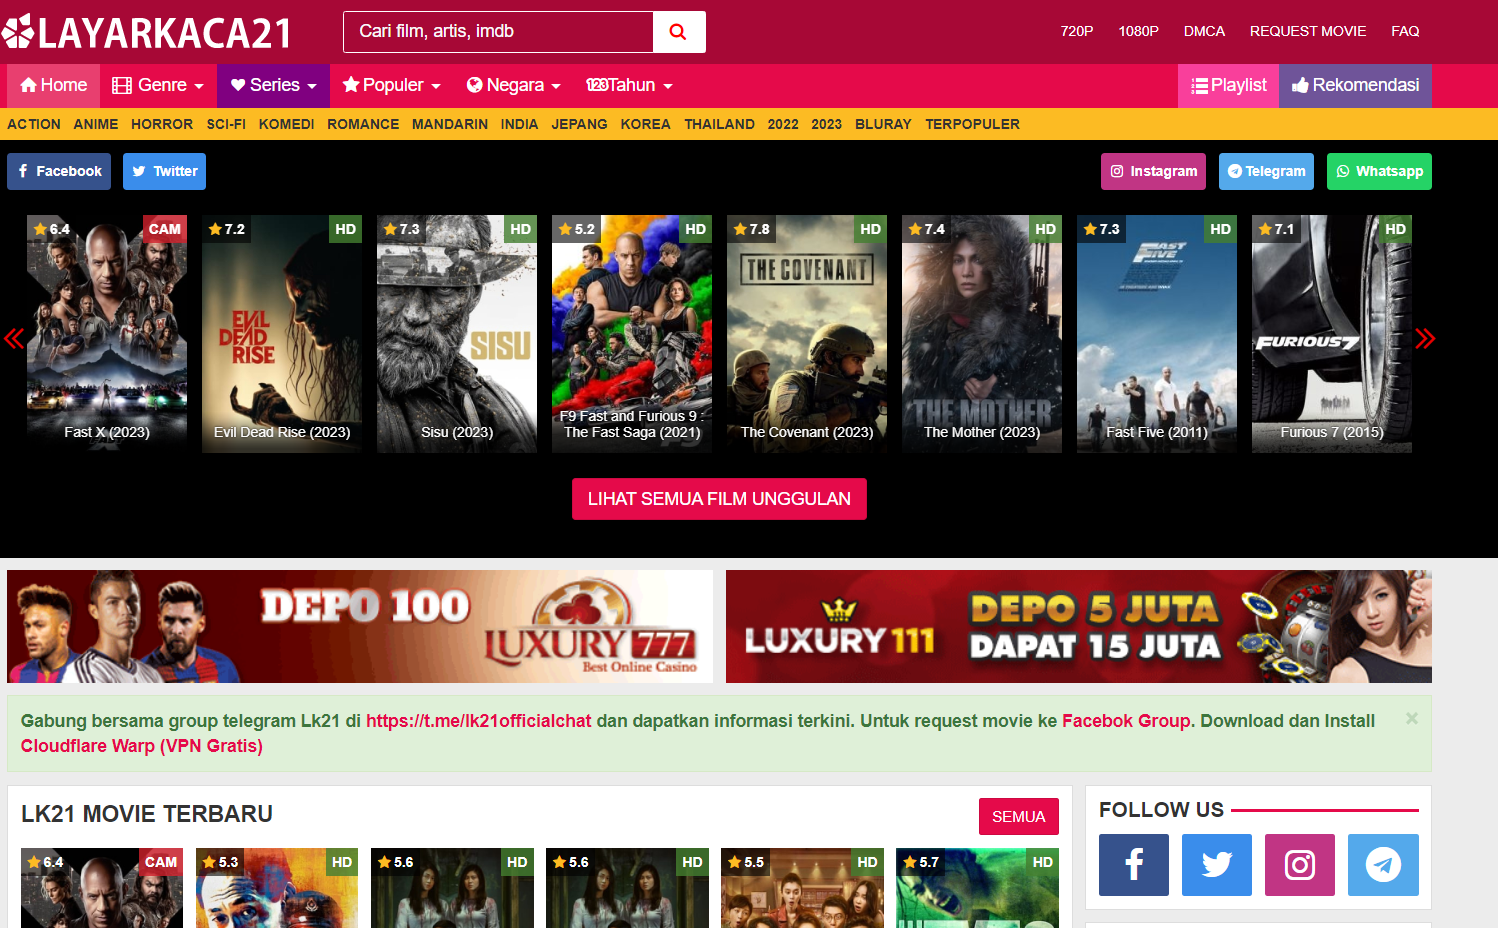 LAYARKACA21
Cari film, artis, imdb
720P 1080P DMCA REQUEST MOVIE FAQ
Home Genre Series Populer Negara 123Tahun Playlist Rekomendasi
ACTION ANIME HORROR SCI-FI KOMEDI ROMANCE MANDARIN INDIA JEPANG KOREA THAILAND 2022 2023 BLURAY TERPOPULER
Facebook Twitter Instagram Telegram Whatsapp
6.4 CAM
Fast X (2023)
7.2 HD
EVIL
DEAD
RISE
Evil Dead Rise (2023)
7.3 HD
SISU
Sisu (2023)
5.2 HD
F9 Fast and Furious 9 :
The Fast Saga (2021)
7.8 HD
THE COVENANT
The Covenant (2023)
7.4 HD
THE MOTHER
The Mother (2023)
7.3 HD
FAST
FIVE
Fast Five (2011)
7.1 HD
FURIOUS7
Furious 7 (2015)
LIHAT SEMUA FILM UNGGULAN
DEPO 100
LUXURY 777
Best Online Casino
LUXURY 111
DEPO 5 JUTA
DAPAT 15 JUTA
Gabung bersama group telegram Lk21 di https://t.me/lk21officialchat dan dapatkan informasi terkini. Untuk request movie ke Facebok Group. Download dan Install
Cloudflare Warp (VPN Gratis)
×
LK21 MOVIE TERBARU
SEMUA
6.4 CAM
5.3 HD
5.6 HD
5.6 HD
5.5 HD
5.7 HD
FOLLOW US